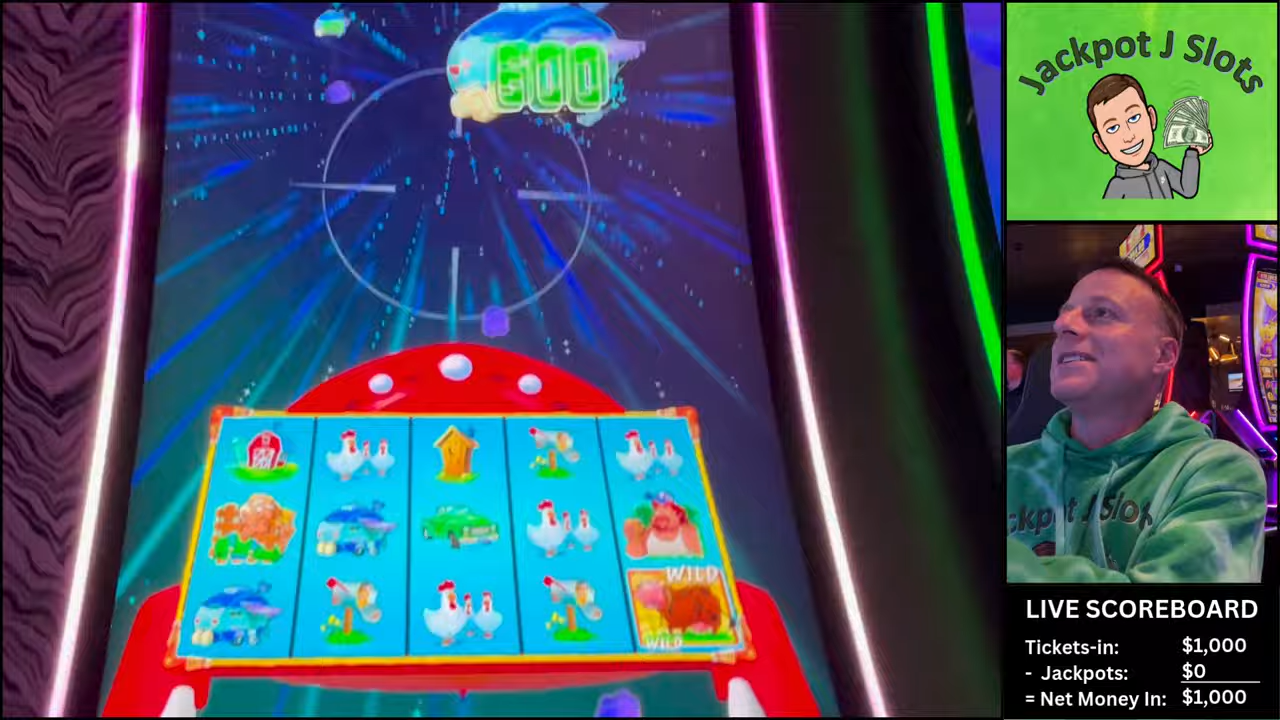 600
WILD
WILD
Jackpot J Slots
LIVE SCOREBOARD
Tickets-in: $1,000
- Jackpots: $0
= Net Money In: $1,000